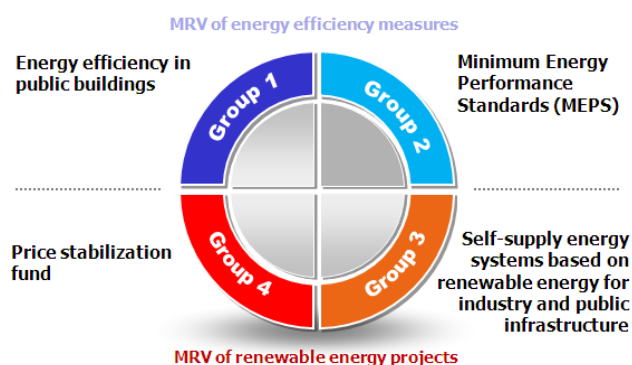 MRV of energy efficiency measures
Energy efficiency in
public buildings
Group 1
Group 2
Minimum Energy
Performance
Standards (MEPS)
Price stabilization
fund
Group 4
Group 3
Self-supply energy
systems based on
renewable energy for
industry and public
infrastructure
MRV of renewable energy projects